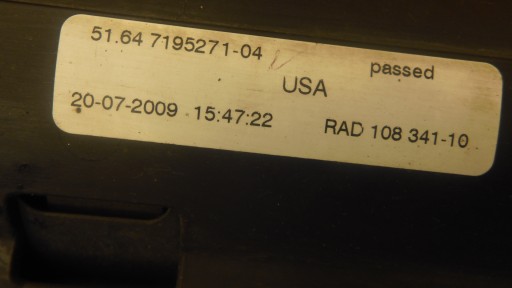 51.64 7195271-04 passed
USA
20-07-2009 15:47:22 RAD 108 341-10